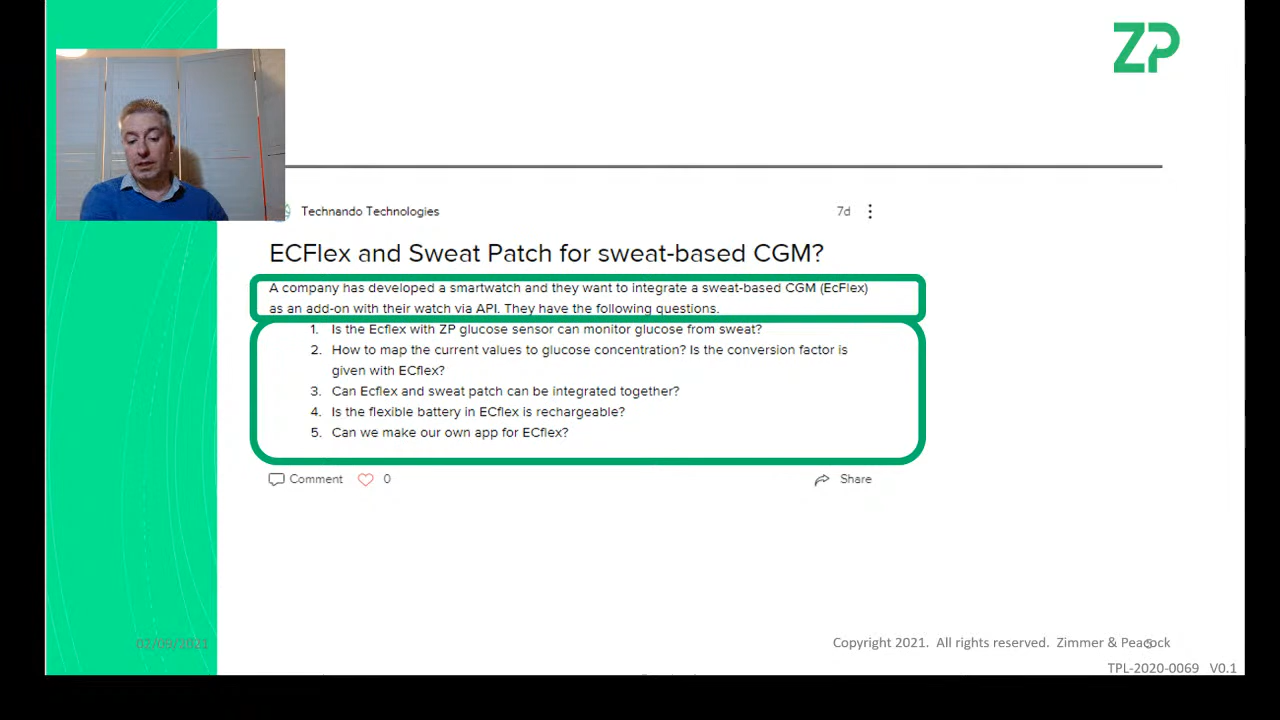 ZP
Technando Technologies
7d
ECFlex and Sweat Patch for sweat-based CGM?
A company has developed a smartwatch and they want to integrate a sweat-based CGM (EcFlex)
as an add-on with their watch via API. They have the following questions.
1. Is the Ecflex with ZP glucose sensor can monitor glucose from sweat?
2. How to map the current values to glucose concentration? Is the conversion factor is
given with ECflex?
3. Can Ecflex and sweat patch can be integrated together?
4. Is the flexible battery in ECflex is rechargeable?
5. Can we make our own app for ECflex?
Comment
0
Share
02/09/2021
Copyright 2021. All rights reserved. Zimmer & Peacock
TPL-2020-0069 V0.1